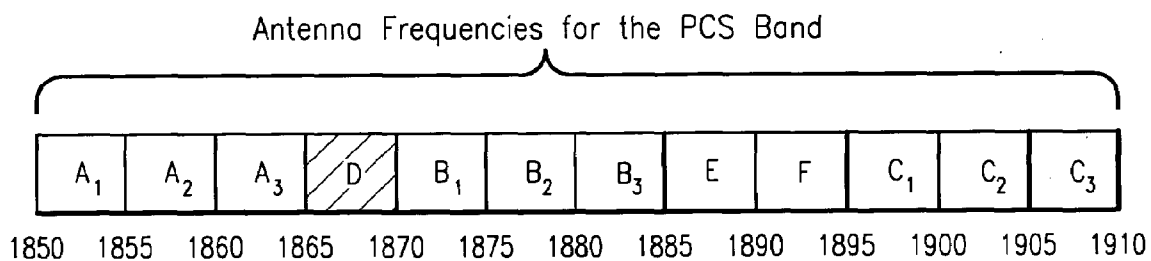 Antenna Frequencies for the PCS Band
A₁ A₂ A₃ D B₁ B₂ B₃ E F C₁ C₂ C₃
1850 1855 1860 1865 1870 1875 1880 1885 1890 1895 1900 1905 1910